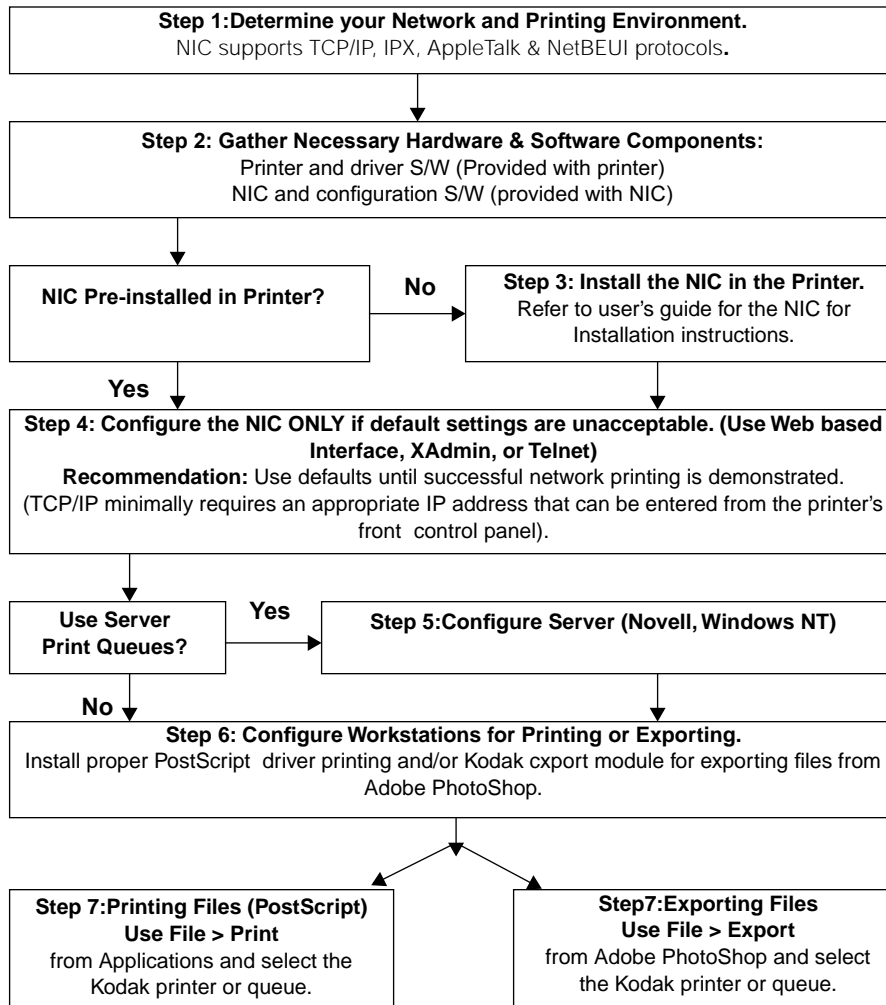 Step 1:Determine your Network and Printing Environment.
NIC supports TCP/IP, IPX, AppleTalk & NetBEUI protocols.
Step 2: Gather Necessary Hardware & Software Components:
Printer and driver S/W (Provided with printer)
NIC and configuration S/W (provided with NIC)
NIC Pre-installed in Printer?
No
Step 3: Install the NIC in the Printer.
Refer to user's guide for the NIC for
Installation instructions.
Yes
Step 4: Configure the NIC ONLY if default settings are unacceptable. (Use Web based
Interface, XAdmin, or Telnet)
Recommendation: Use defaults until successful network printing is demonstrated.
(TCP/IP minimally requires an appropriate IP address that can be entered from the printer's
front control panel).
Use Server
Print Queues?
Yes
Step 5:Configure Server (Novell, Windows NT)
No
Step 6: Configure Workstations for Printing or Exporting.
Install proper PostScript driver printing and/or Kodak cxport module for exporting files from
Adobe PhotoShop.
Step 7:Printing Files (PostScript)
Use File > Print
from Applications and select the
Kodak printer or queue.
Step7:Exporting Files
Use File > Export
from Adobe PhotoShop and select
the Kodak printer or queue.